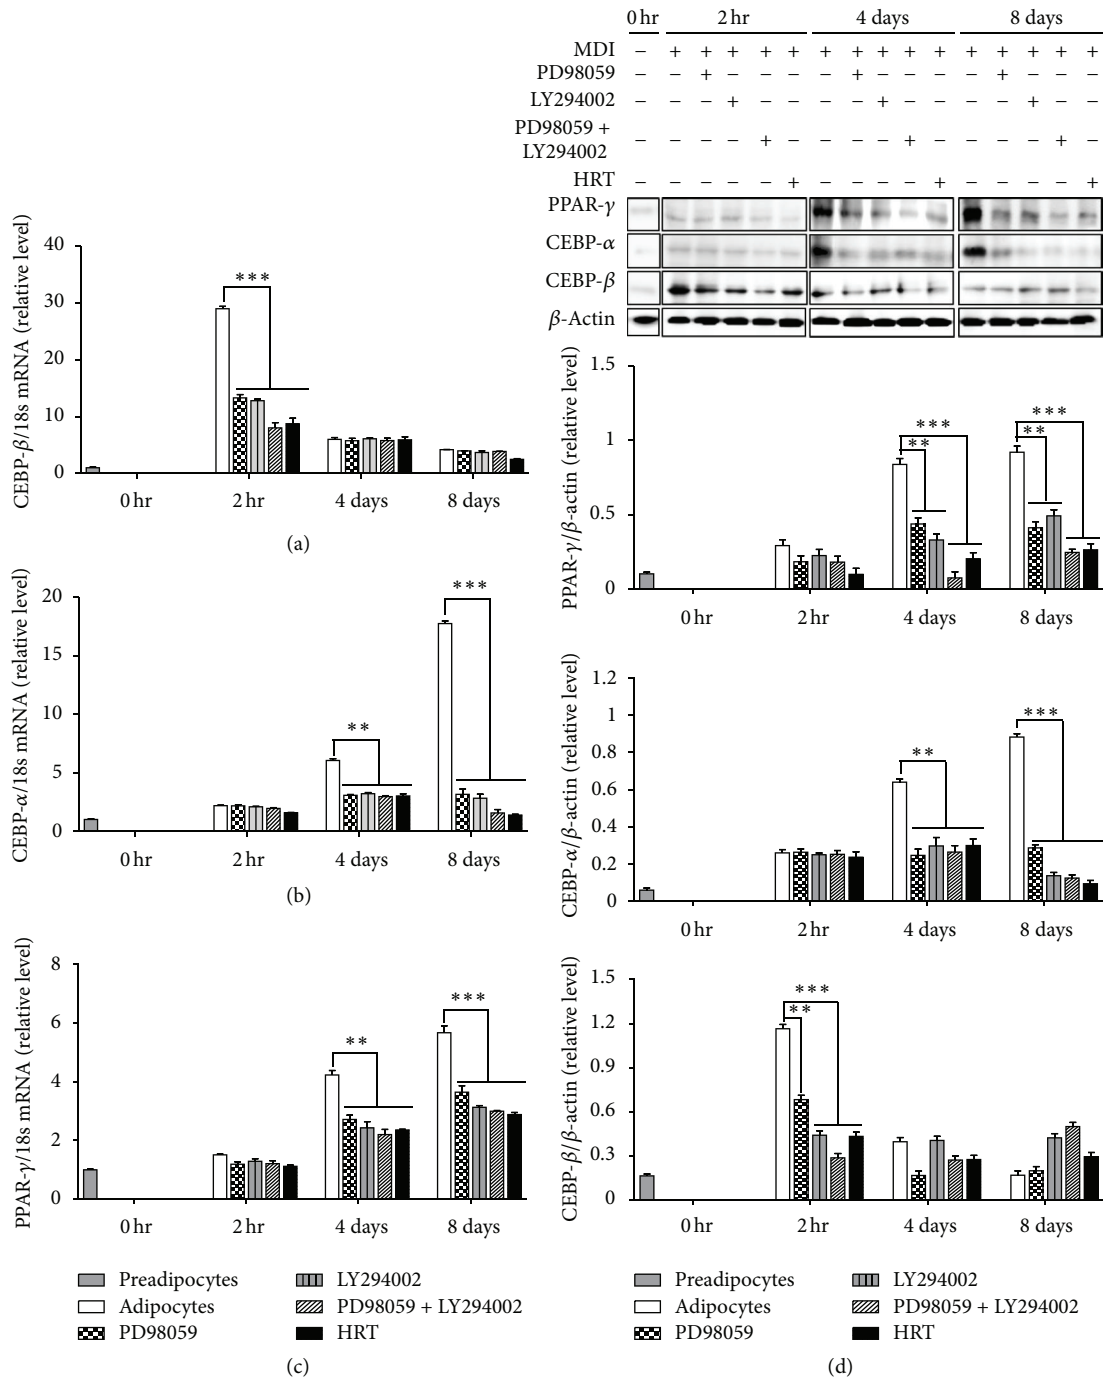 CEBP-β/18s mRNA (relative level)
40
30
20
10
0
***
0 hr 2 hr 4 days 8 days
(a)
CEBP-α/18s mRNA (relative level)
20
15
10
5
0
**
***
0 hr 2 hr 4 days 8 days
(b)
PPAR-γ/18s mRNA (relative level)
8
6
4
2
0
**
***
0 hr 2 hr 4 days 8 days
Preadipocytes
Adipocytes
PD98059
LY294002
PD98059 + LY294002
HRT
(c)
0 hr 2 hr 4 days 8 days
MDI − + + + + + + + + + + + + + + +
PD98059 − − + − − − − + − − − − + − − −
LY294002 − − − + − − − − + − − − − + − −
PD98059 +
LY294002 − − − − + − − − − + − − − − + −
HRT − − − − − + − − − − + − − − − +
PPAR-γ
CEBP-α
CEBP-β
β-Actin
PPAR-γ/β-actin (relative level)
1.5
1
0.5
0
***
**
***
**
0 hr 2 hr 4 days 8 days
CEBP-α/β-actin (relative level)
1.2
1
0.8
0.6
0.4
0.2
0
**
***
0 hr 2 hr 4 days 8 days
CEBP-β/β-actin (relative level)
1.5
1.2
0.9
0.6
0.3
0
***
**
0 hr 2 hr 4 days 8 days
Preadipocytes
Adipocytes
PD98059
LY294002
PD98059 + LY294002
HRT
(d)